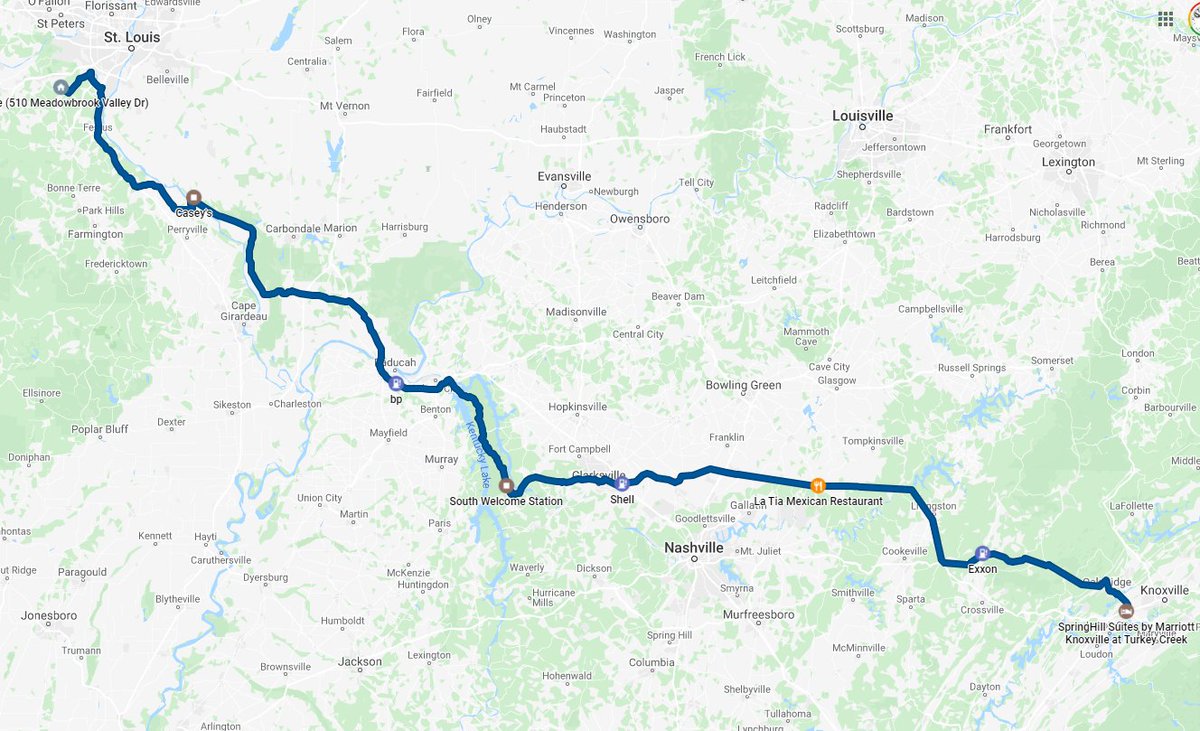 O'Fallon
Florissant
Edwardsville
St Peters
St. Louis
Belleville
e (510 Meadowbrook Valley Dr)
Olney
Vincennes
Washington
Salem
Flora
Centralia
Fairfield
Mt Vernon
Mt Carmel
Princeton
Jasper
French Lick
Scottsburg
Madison
Haubstadt
Louisville
Jeffersontown
Frankfort
Georgetown
Lexington
Mt Sterling
Shepherdsville
Evansville
Newburgh
Tell City
Henderson
Owensboro
Radcliff
Bardstown
Elizabethtown
Nicholasville
Richmond
Harrodsburg
Berea
Bonne Terre
Park Hills
Farmington
Casey's
Perryville
Carbondale
Marion
Harrisburg
Fredericktown
Cape
Girardeau
Madisonville
Beaver Dam
Leitchfield
Central City
Campbellsville
Mammoth
Cave
Cave City
Glasgow
Russell Springs
Somerset
London
Corbin
Barbourville
Ellsinore
Sikeston
Charleston
Dexter
Poplar Bluff
Doniphan
bp
Benton
Mayfield
Murray
Kentucky Lake
Hopkinsville
Bowling Green
Fort Campbell
Franklin
Tompkinsville
Clarksville
Shell
South Welcome Station
La Tia Mexican Restaurant
Goodlettsville
Nashville
Mt. Juliet
Cookeville
Exxon
Crossville
LaFollette
Knoxville
SpringHill Suites by Marriott
Knoxville at Turkey Creek
Loudon
Union City
Martin
Paris
Kennett
Hayti
Caruthersville
Paragould
Dyersburg
McKenzie
Huntingdon
Waverly
Dickson
Hurricane
Mills
Smyrna
Smithville
Sparta
Murfreesboro
Blytheville
Jonesboro
Humboldt
Trumann
Jackson
Lexington
Brownsville
Spring Hill
Columbia
Hohenwald
McMinnville
Shelbyville
Dayton
Tullahoma
Lynchburg
Arlington